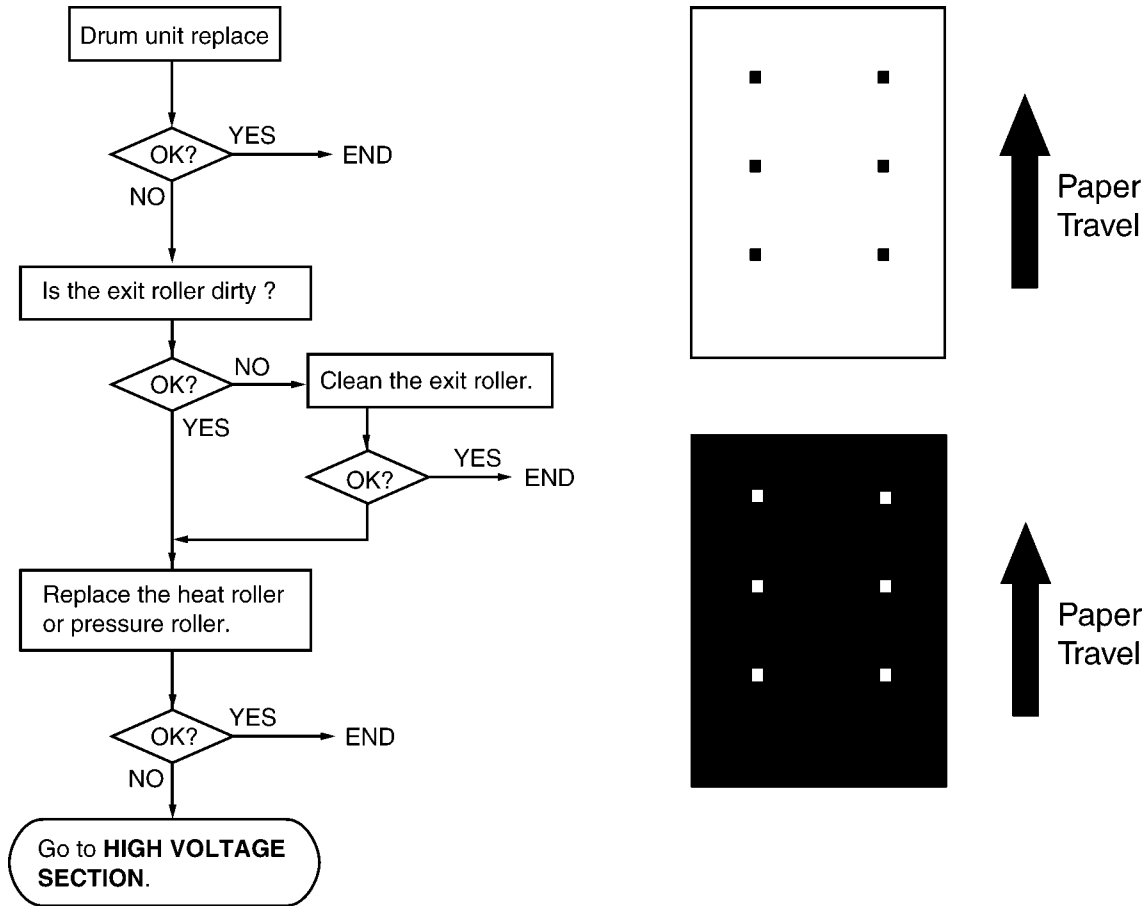 Drum unit replace
OK?
YES
END
NO
Is the exit roller dirty ?
OK?
NO
Clean the exit roller.
YES
OK?
YES
END
Replace the heat roller
or pressure roller.
OK?
YES
END
NO
Go to HIGH VOLTAGE
SECTION.
Paper
Travel
Paper
Travel